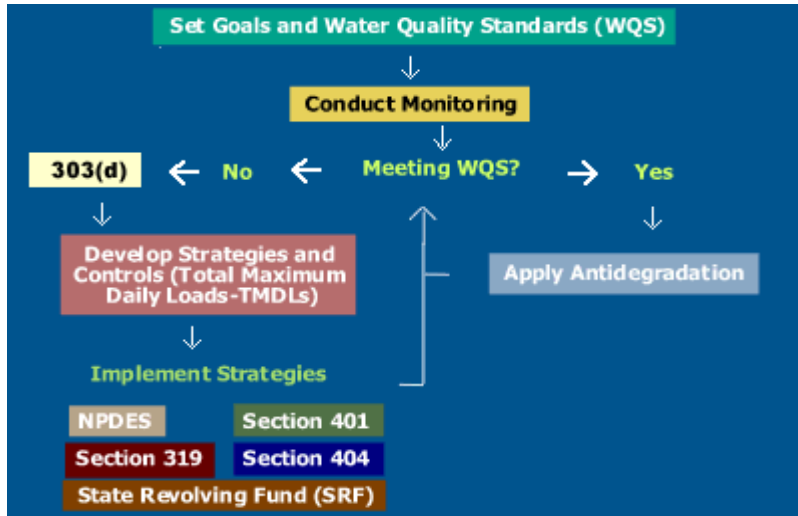 Set Goals and Water Quality Standards (WQS)
Conduct Monitoring
303(d)
No
Meeting WQS?
Yes
Develop Strategies and
Controls (Total Maximum
Daily Loads-TMDLs)
Apply Antidegradation
Implement Strategies
NPDES
Section 401
Section 319
Section 404
State Revolving Fund (SRF)